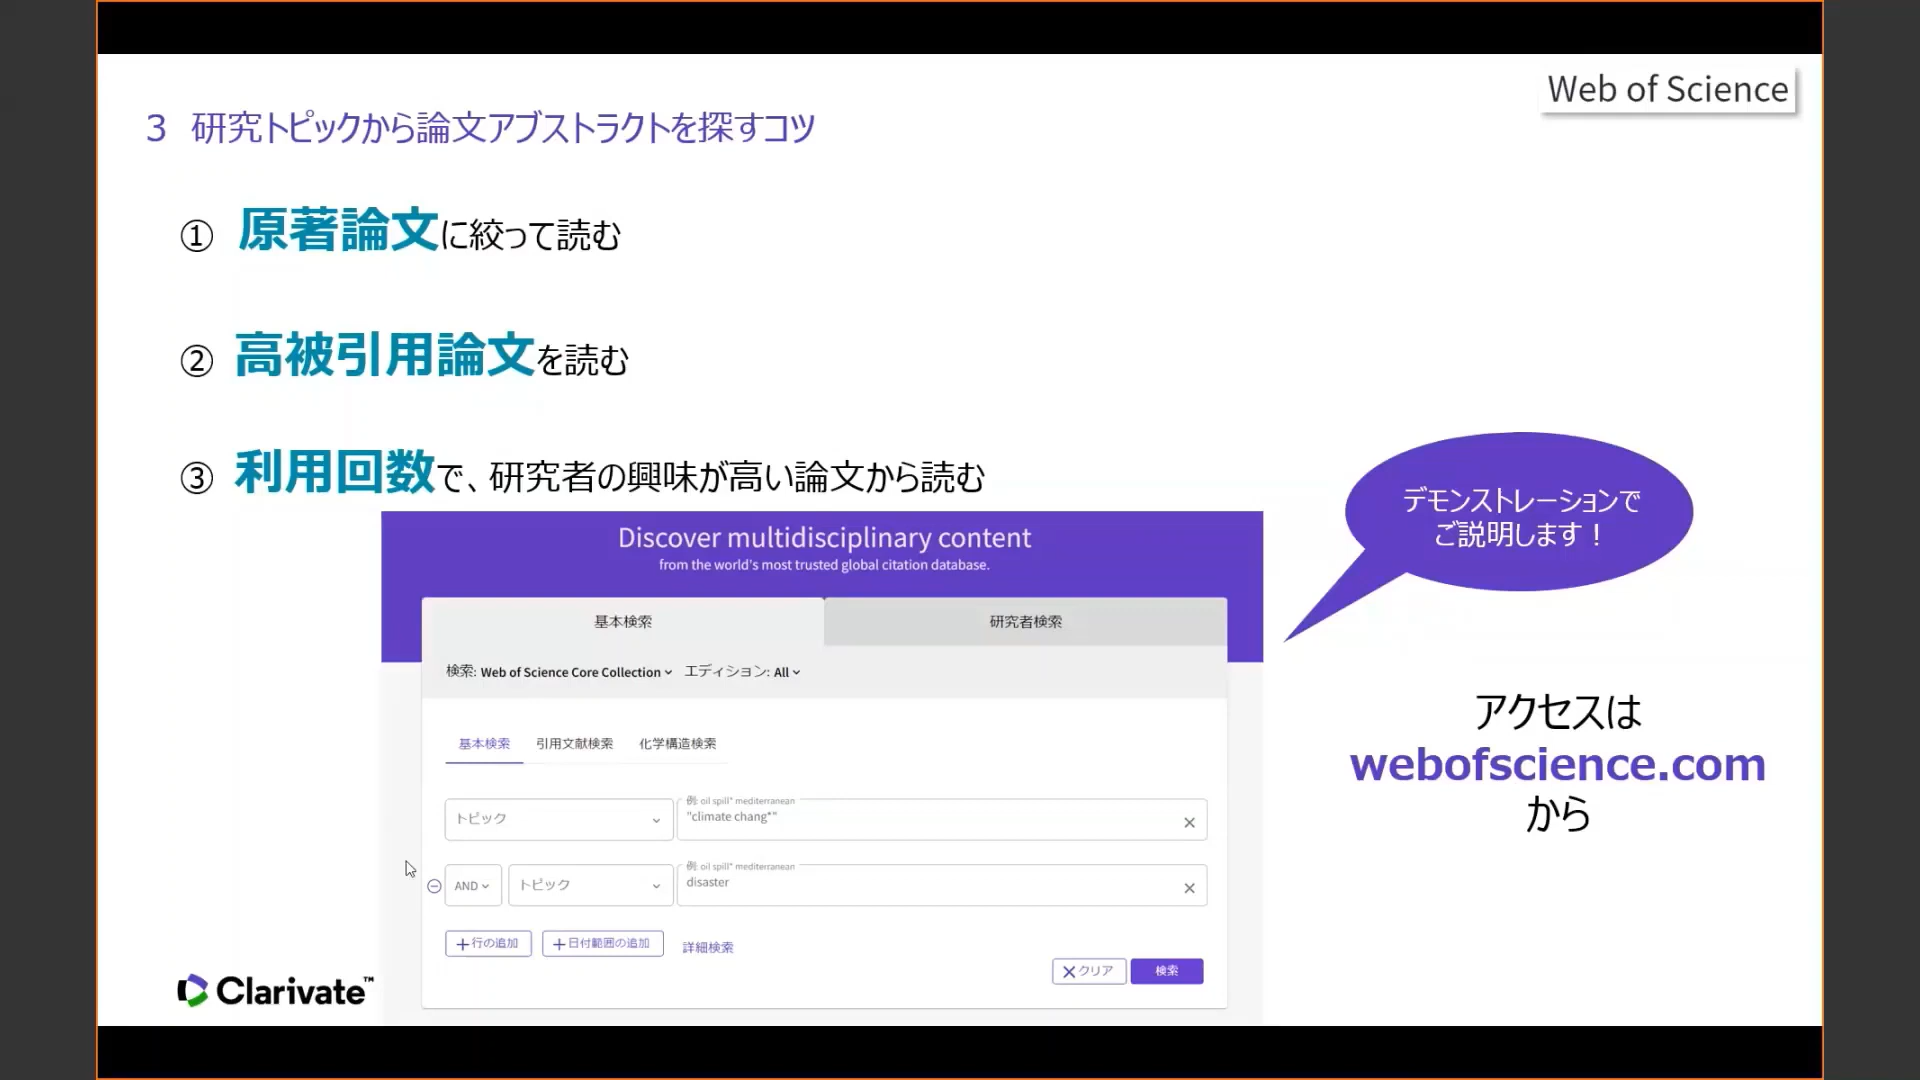 Web of Science
3 研究トピックから論文アブストラクトを探すコツ
① 原著論文に絞って読む
② 高被引用論文を読む
③ 利用回数で、研究者の興味が高い論文から読む
デモンストレーションで
ご説明します！
Discover multidisciplinary content
from the world's most trusted global citation database.
基本検索 研究者検索
検索: Web of Science Core Collection エディション: All
基本検索 引用文献検索 化学構造検索
トピック
例: oil spill* mediterranean
"climate chang*"
AND トピック
例: oil spill* mediterranean
disaster
+行の追加 +日付範囲の追加 詳細検索
×クリア 検索
アクセスは
webofscience.com
から
Clarivate™